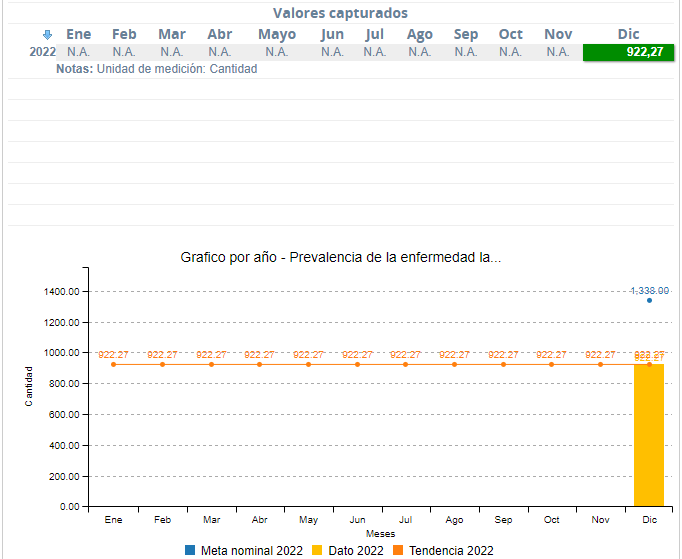 Valores capturados
Ene Feb Mar Abr Mayo Jun Jul Ago Sep Oct Nov Dic
2022 N.A. N.A. N.A. N.A. N.A. N.A. N.A. N.A. N.A. N.A. N.A. 922,27
Notas: Unidad de medición: Cantidad
Grafico por año - Prevalencia de la enfermedad la...
1400.00
1,338.00
1200.00
1000.00
922.27 922.27 922.27 922.27 922.27 922.27 922.27 922.27 922.27 922.27 922.27 922.27
922.27
800.00
600.00
400.00
200.00
0.00
Cantidad
Ene Feb Mar Abr May Jun Jul Ago Sep Oct Nov Dic
Meses
Meta nominal 2022 Dato 2022 Tendencia 2022